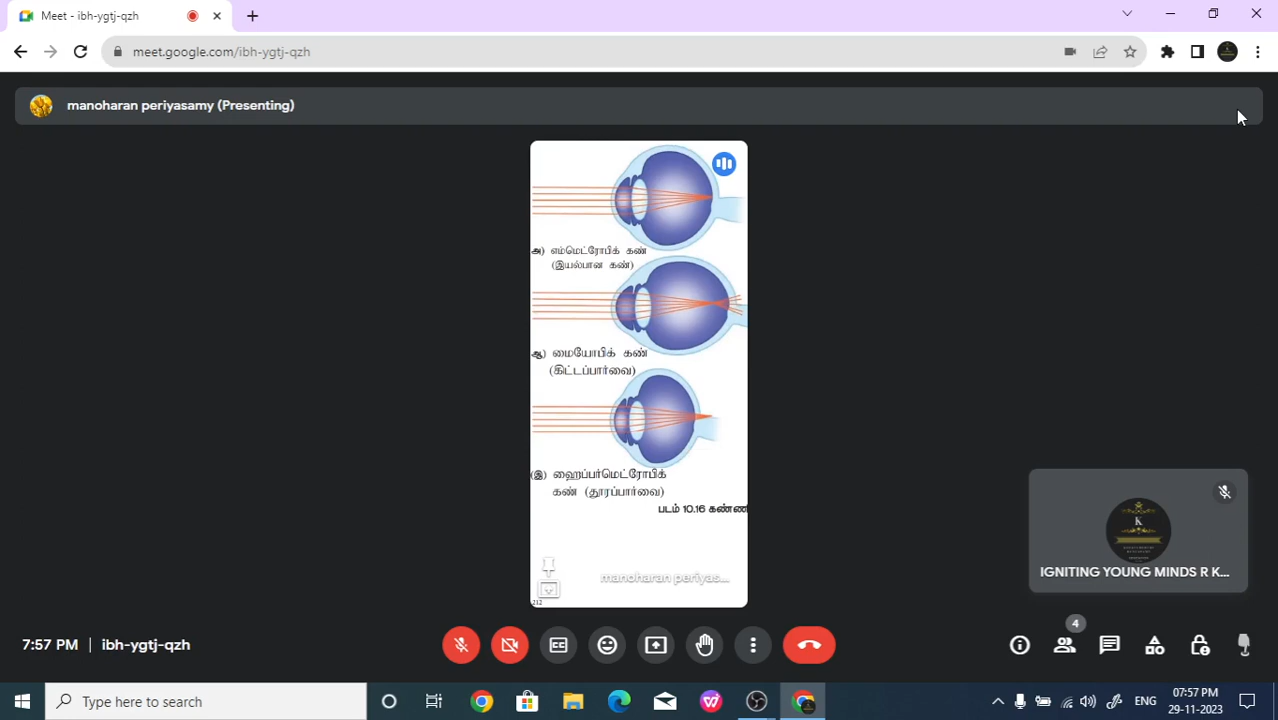 Meet - ibh-ygtj-qzh
meet.google.com/ibh-ygtj-qzh
manoharan periyasamy (Presenting)
அ) எம்மெட்ரோபிக் கண்
(இயல்பான கண்)
ஆ) மையோபிக் கண்
(கிட்டப்பார்வை)
(இ) ஹைப்பர்மெட்ரோபிக்
கண் (தூரப்பார்வை)
படம் 10.16 கண்ண
manoharan periyas...
212
K
IGNITING YOUNG MINDS R K...
4
7:57 PM | ibh-ygtj-qzh
Type here to search
ENG
07:57 PM
29-11-2023